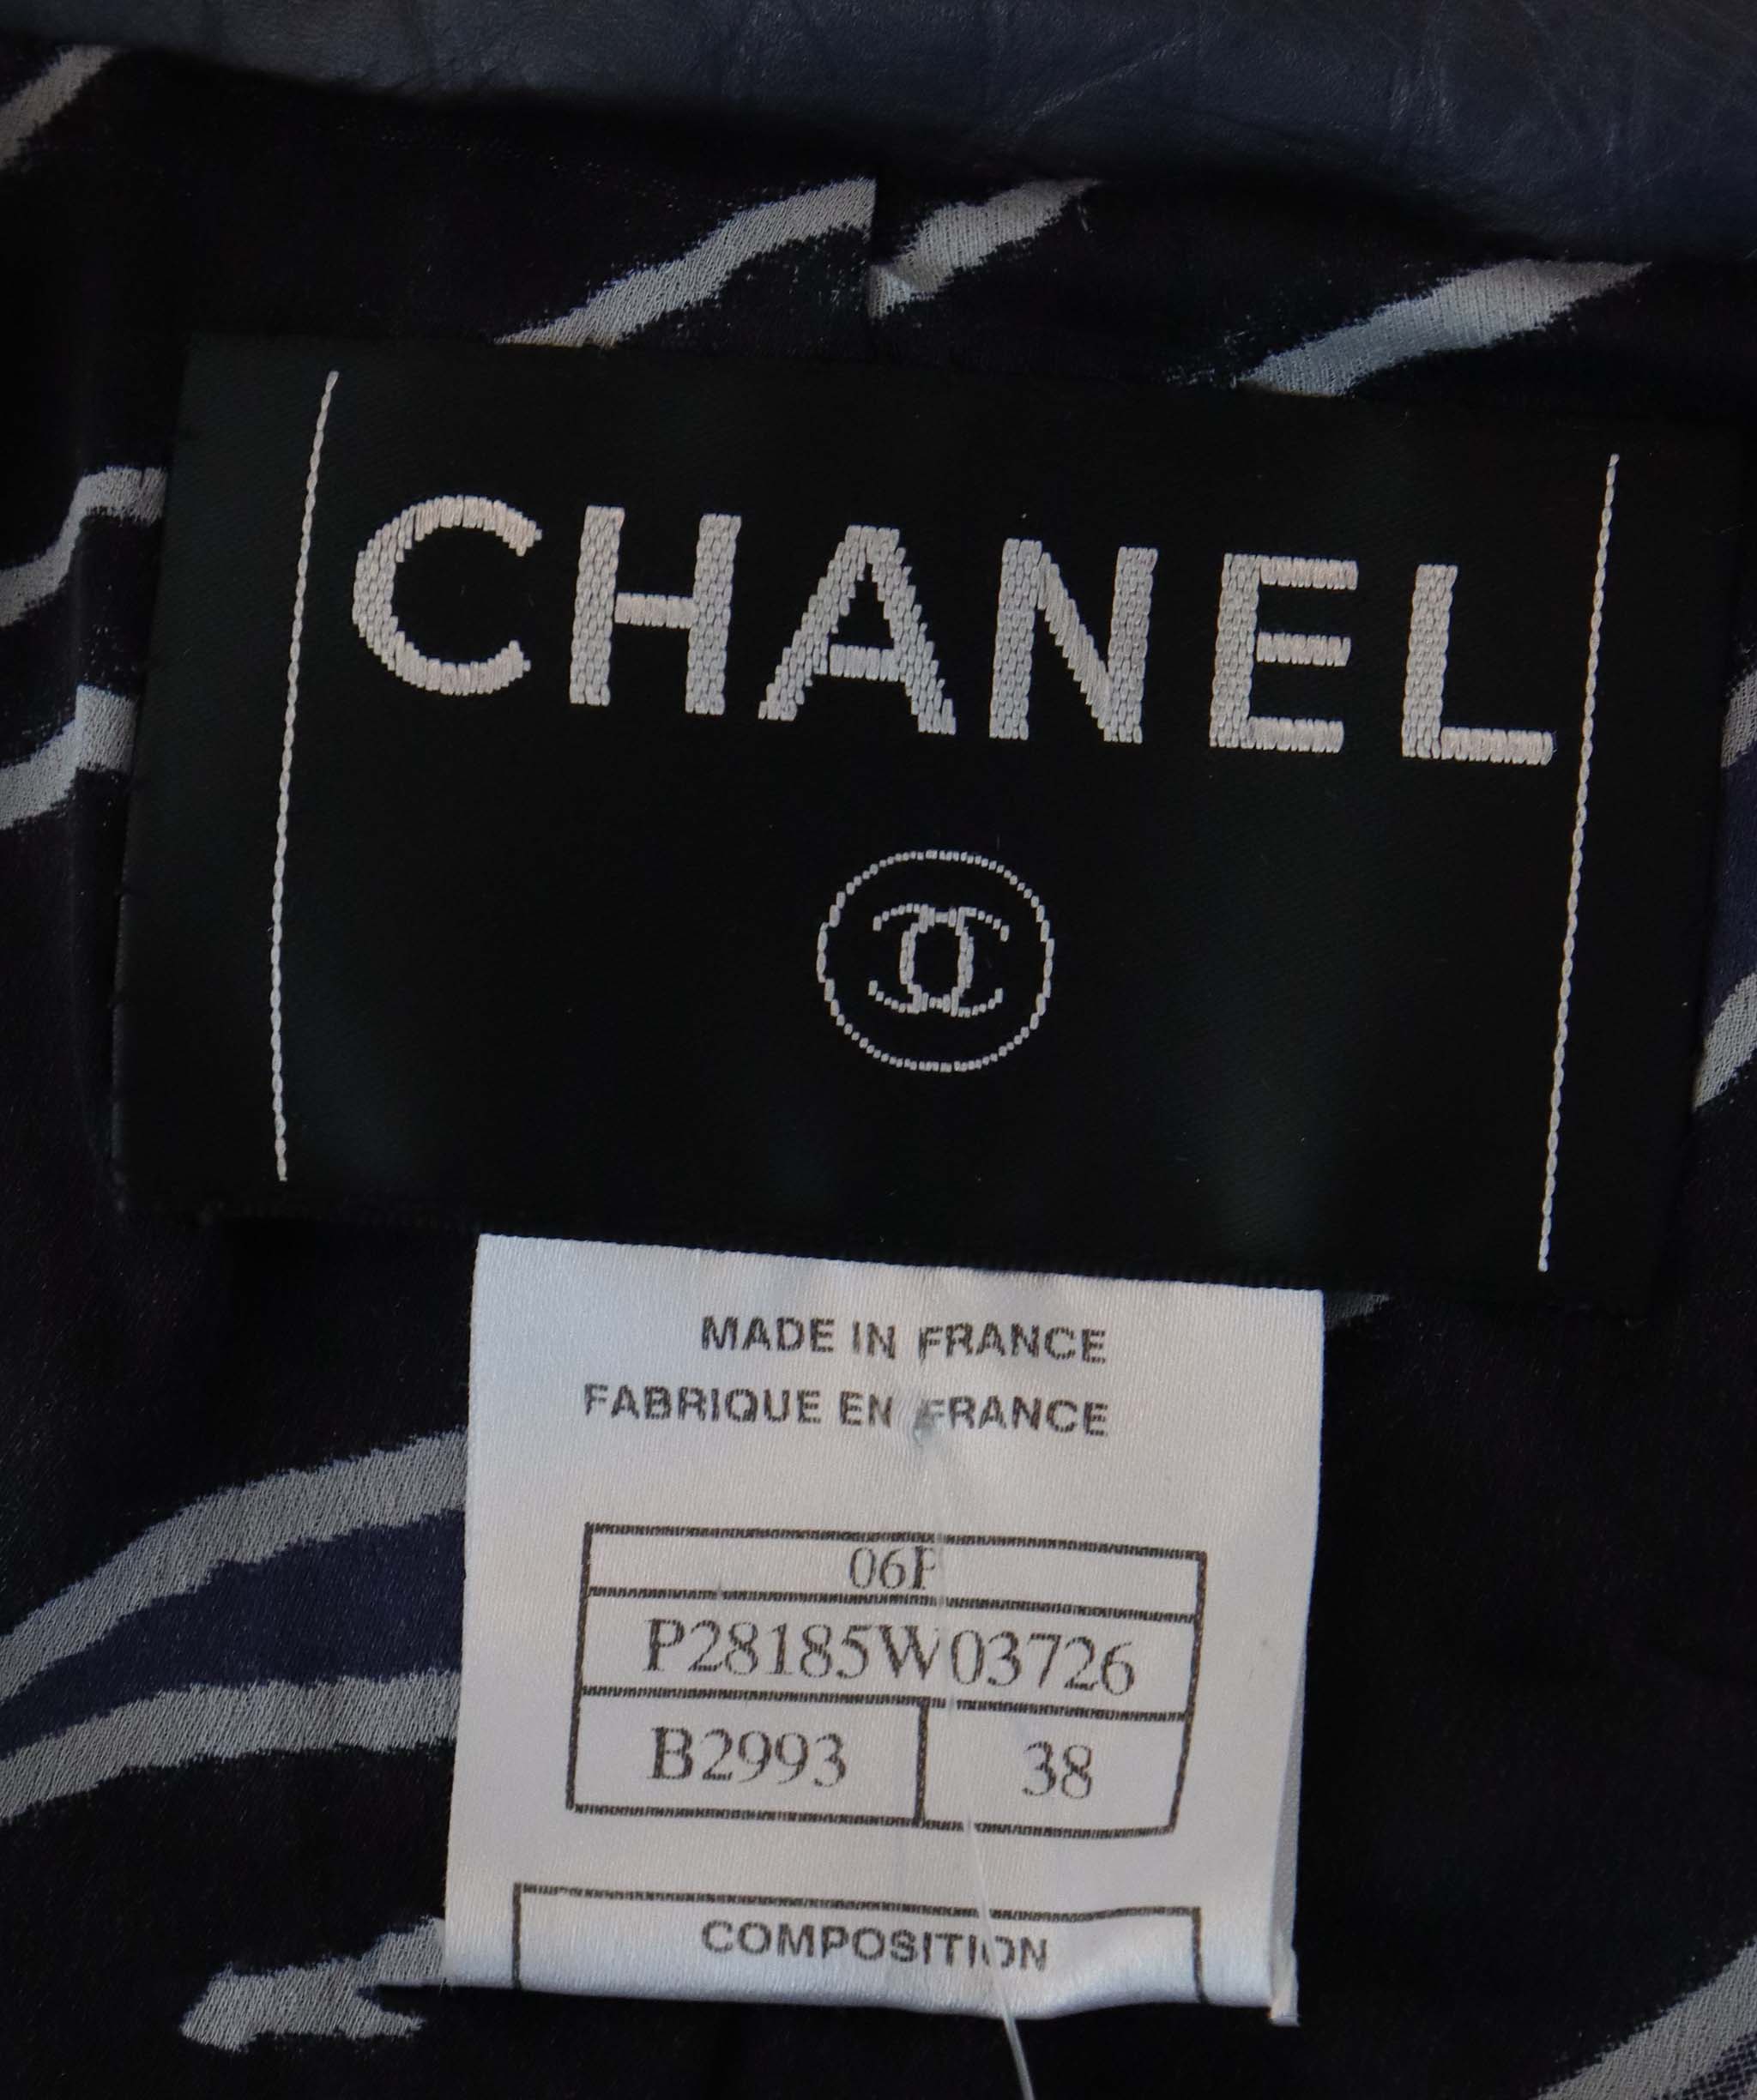 CHANEL
MADE IN FRANCE
FABRIQUE EN FRANCE
06P
P28185W03726
B2993 38
COMPOSITION